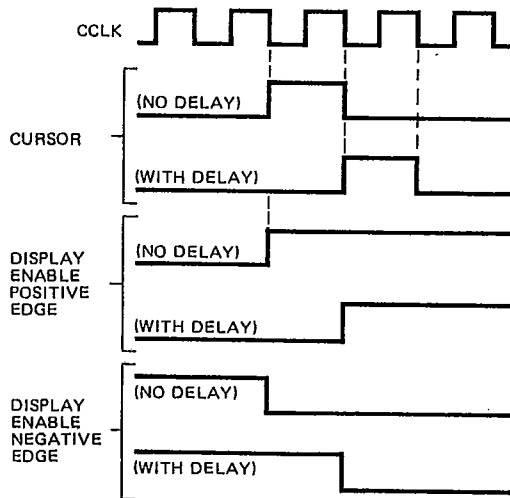 CCLK
(NO DELAY)
CURSOR
(WITH DELAY)
(NO DELAY)
DISPLAY
ENABLE
POSITIVE
EDGE
(WITH DELAY)
(NO DELAY)
DISPLAY
ENABLE
NEGATIVE
EDGE
(WITH DELAY)